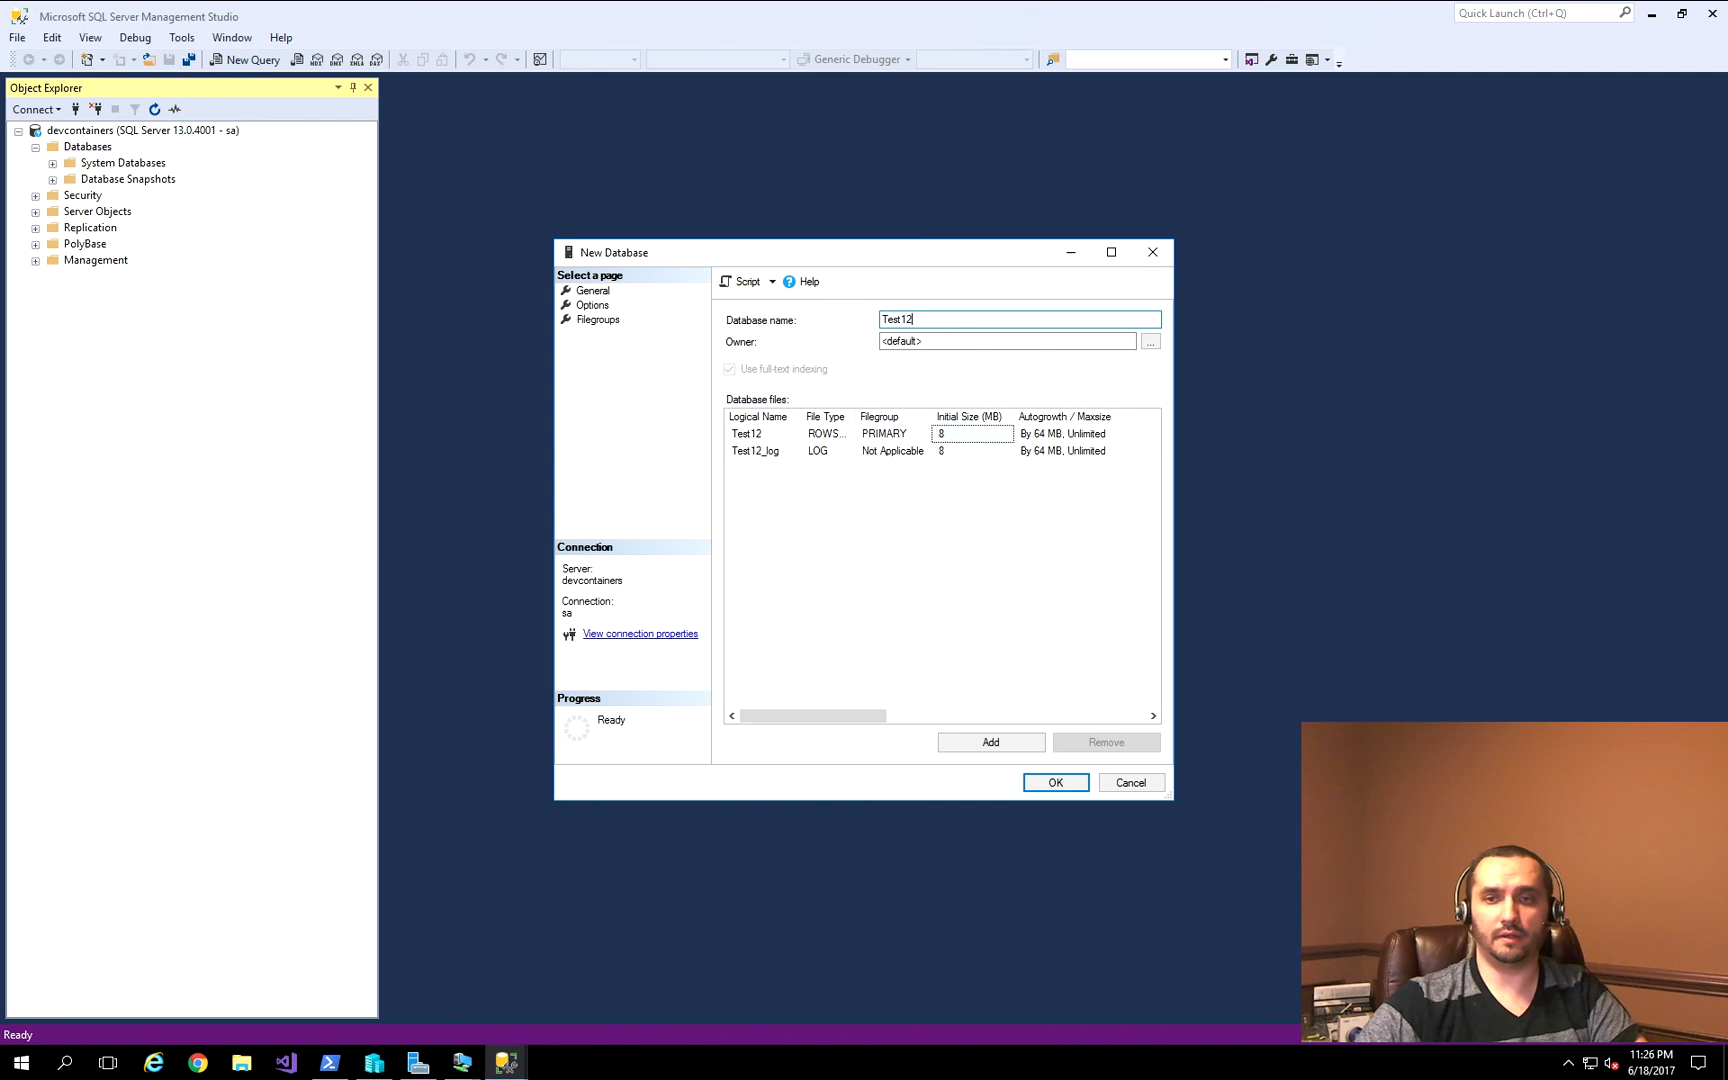 Microsoft SQL Server Management Studio
Quick Launch (Ctrl+Q)
File Edit View Debug Tools Window Help
New Query
MDX DMX XMLA DAX
Generic Debugger
Object Explorer
Connect
devcontainers (SQL Server 13.0.4001 - sa)
Databases
System Databases
Database Snapshots
Security
Server Objects
Replication
PolyBase
Management
New Database
Select a page
General
Options
Filegroups
Script Help
Database name: Test12
Owner: <default> ...
Use full-text indexing
Database files:
Logical Name File Type Filegroup Initial Size (MB) Autogrowth / Maxsize
Test12 ROWS... PRIMARY 8 By 64 MB, Unlimited
Test12_log LOG Not Applicable 8 By 64 MB, Unlimited
Connection
Server:
devcontainers
Connection:
sa
View connection properties
Progress
Ready
Add Remove
OK Cancel
Ready
11:26 PM
6/18/2017